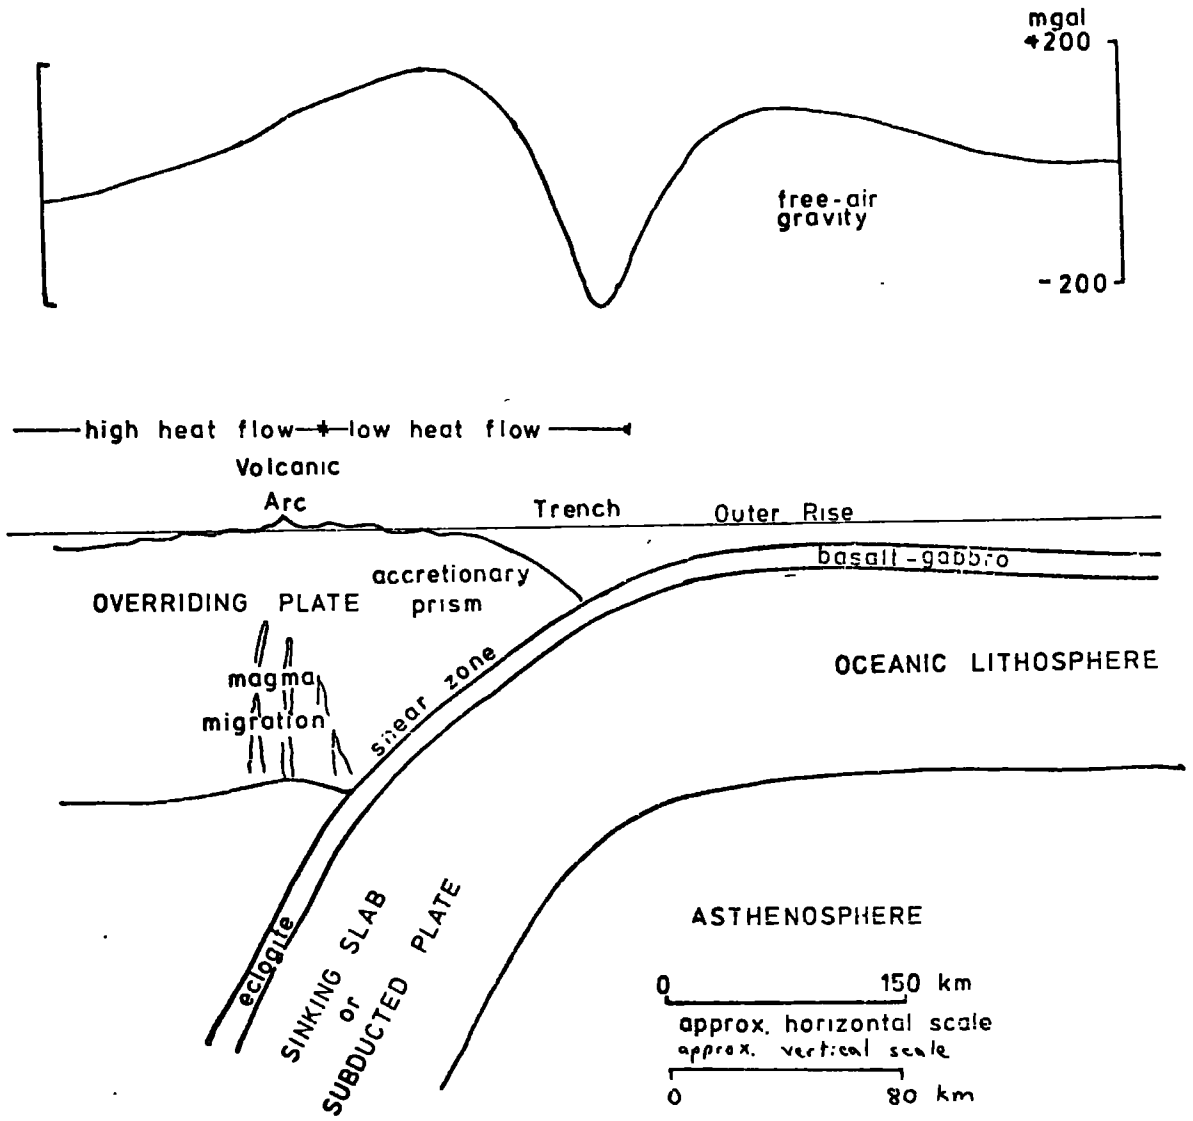 mgal
+200
free-air
gravity
-200
high heat flow
low heat flow
Volcanic
Arc
Trench
Outer Rise
basalt-gabbro
accretionary
prism
OVERRIDING PLATE
shear zone
OCEANIC LITHOSPHERE
magma
migration
eclogite
SINKING SLAB
or
SUBDUCTED PLATE
ASTHENOSPHERE
0 150 km
approx. horizontal scale
approx. vertical scale
0 80 km